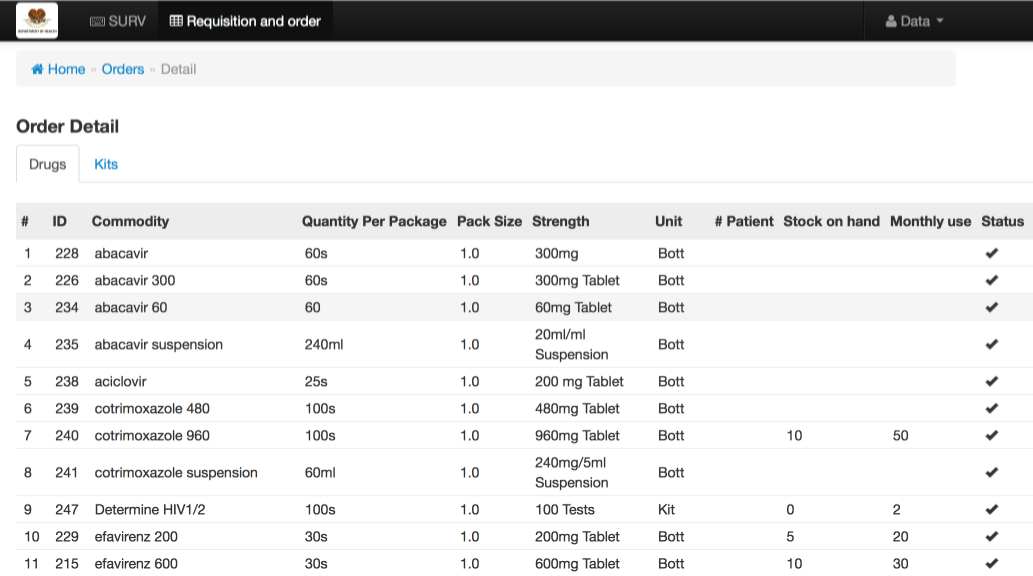 DEPARTMENT OF HEALTH
SURV Requisition and order Data
Home » Orders » Detail
Order Detail
Drugs Kits
# ID Commodity Quantity Per Package Pack Size Strength Unit # Patient Stock on hand Monthly use Status
1 228 abacavir 60s 1.0 300mg Bott
2 226 abacavir 300 60s 1.0 300mg Tablet Bott
3 234 abacavir 60 60 1.0 60mg Tablet Bott
4 235 abacavir suspension 240ml 1.0 20ml/ml Suspension Bott
5 238 aciclovir 25s 1.0 200 mg Tablet Bott
6 239 cotrimoxazole 480 100s 1.0 480mg Tablet Bott
7 240 cotrimoxazole 960 100s 1.0 960mg Tablet Bott 10 50
8 241 cotrimoxazole suspension 60ml 1.0 240mg/5ml Suspension Bott
9 247 Determine HIV1/2 100s 1.0 100 Tests Kit 0 2
10 229 efavirenz 200 30s 1.0 200mg Tablet Bott 5 20
11 215 efavirenz 600 30s 1.0 600mg Tablet Bott 10 30